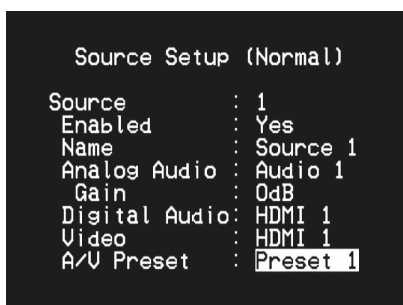 Source Setup (Normal)
Source : 1
Enabled : Yes
Name : Source 1
Analog Audio : Audio 1
Gain : 0dB
Digital Audio: HDMI 1
Video : HDMI 1
A/V Preset : Preset 1